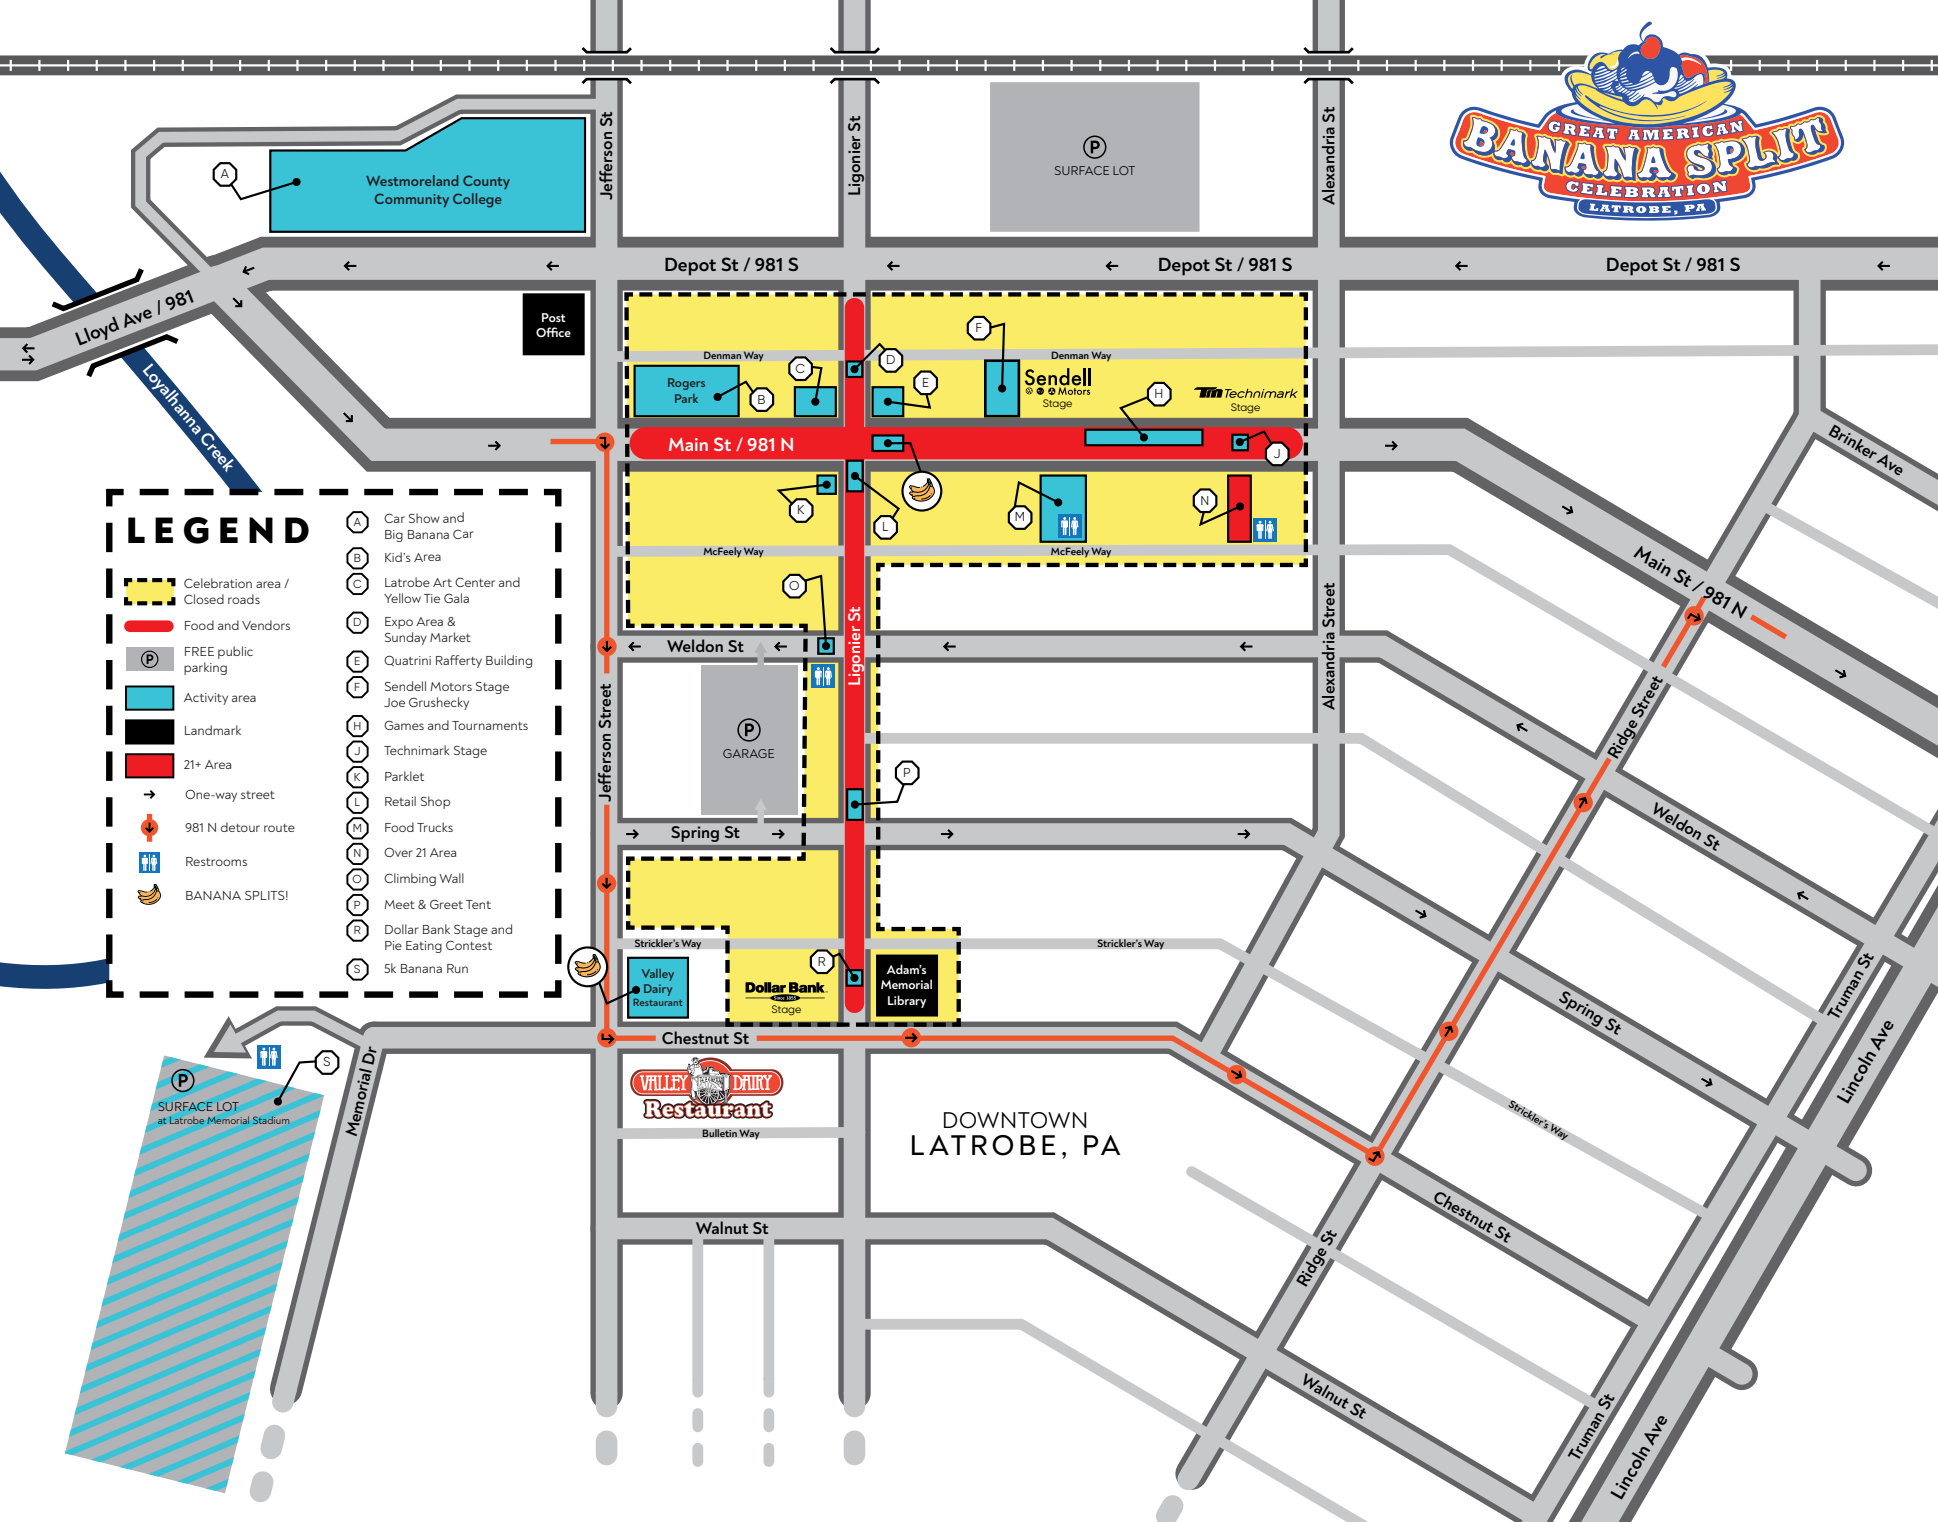 GREAT AMERICAN
BANANA SPLIT
CELEBRATION
LATROBE, PA
Jefferson St
Ligonier St
Alexandria St
P
SURFACE LOT
A
Westmoreland County
Community College
Depot St / 981 S
Depot St / 981 S
Depot St / 981 S
Lloyd Ave / 981
Loyalhanna Creek
Post
Office
Denman Way
Denman Way
F
D
C
E
B
H
Rogers
Park
Sendell
Motors
Stage
Technimark
Stage
Main St / 981 N
J
K
L
M
N
McFeely Way
McFeely Way
Brinker Ave
Main St / 981 N
O
Weldon St
Ligonier St
Alexandria Street
Jefferson Street
Ridge Street
P
GARAGE
P
Spring St
Weldon St
Strickler's Way
Strickler's Way
R
Valley
Dairy
Restaurant
Dollar Bank
Since 1855
Stage
Adam's
Memorial
Library
Spring St
Truman St
Lincoln Ave
Chestnut St
VALLEY DAIRY
Restaurant
Bulletin Way
DOWNTOWN
LATROBE, PA
Strickler's Way
Chestnut St
Ridge St
Walnut St
Walnut St
Truman St
Lincoln Ave
Memorial Dr
S
P
SURFACE LOT
at Latrobe Memorial Stadium
LEGEND
Celebration area /
Closed roads
Food and Vendors
P
FREE public
parking
Activity area
Landmark
21+ Area
One-way street
981 N detour route
Restrooms
BANANA SPLITS!
A Car Show and
Big Banana Car
B Kid's Area
C Latrobe Art Center and
Yellow Tie Gala
D Expo Area &
Sunday Market
E Quatrini Rafferty Building
F Sendell Motors Stage
Joe Grushecky
H Games and Tournaments
J Technimark Stage
K Parklet
L Retail Shop
M Food Trucks
N Over 21 Area
O Climbing Wall
P Meet & Greet Tent
R Dollar Bank Stage and
Pie Eating Contest
S 5k Banana Run